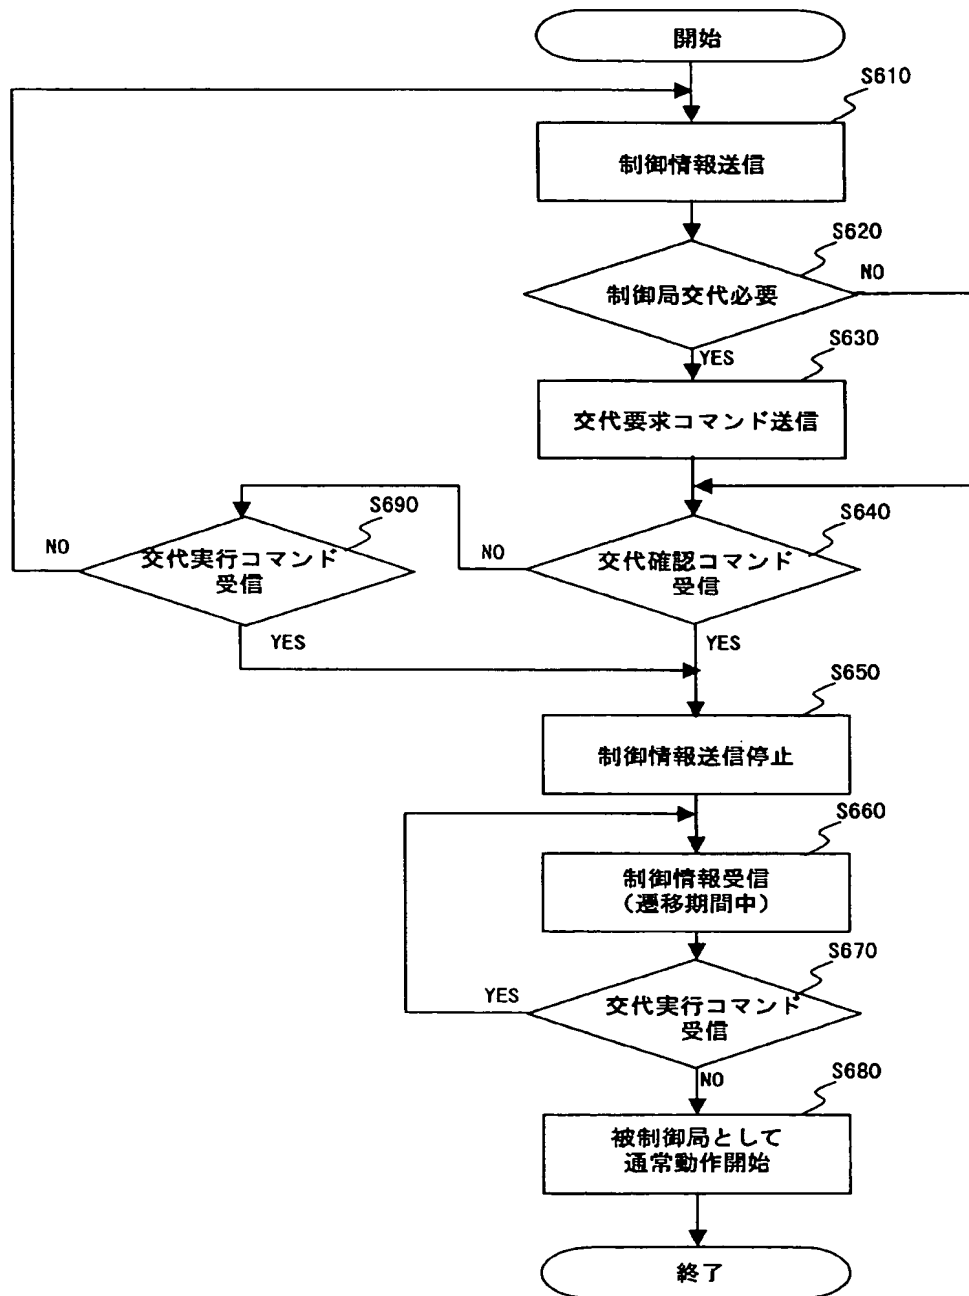 開始
S610
制御情報送信
S620
制御局交代必要
NO
YES
S630
交代要求コマンド送信
S690
交代実行コマンド
受信
NO
YES
S640
交代確認コマンド
受信
NO
YES
S650
制御情報送信停止
S660
制御情報受信
（遷移期間中）
S670
交代実行コマンド
受信
YES
NO
S680
被制御局として
通常動作開始
終了